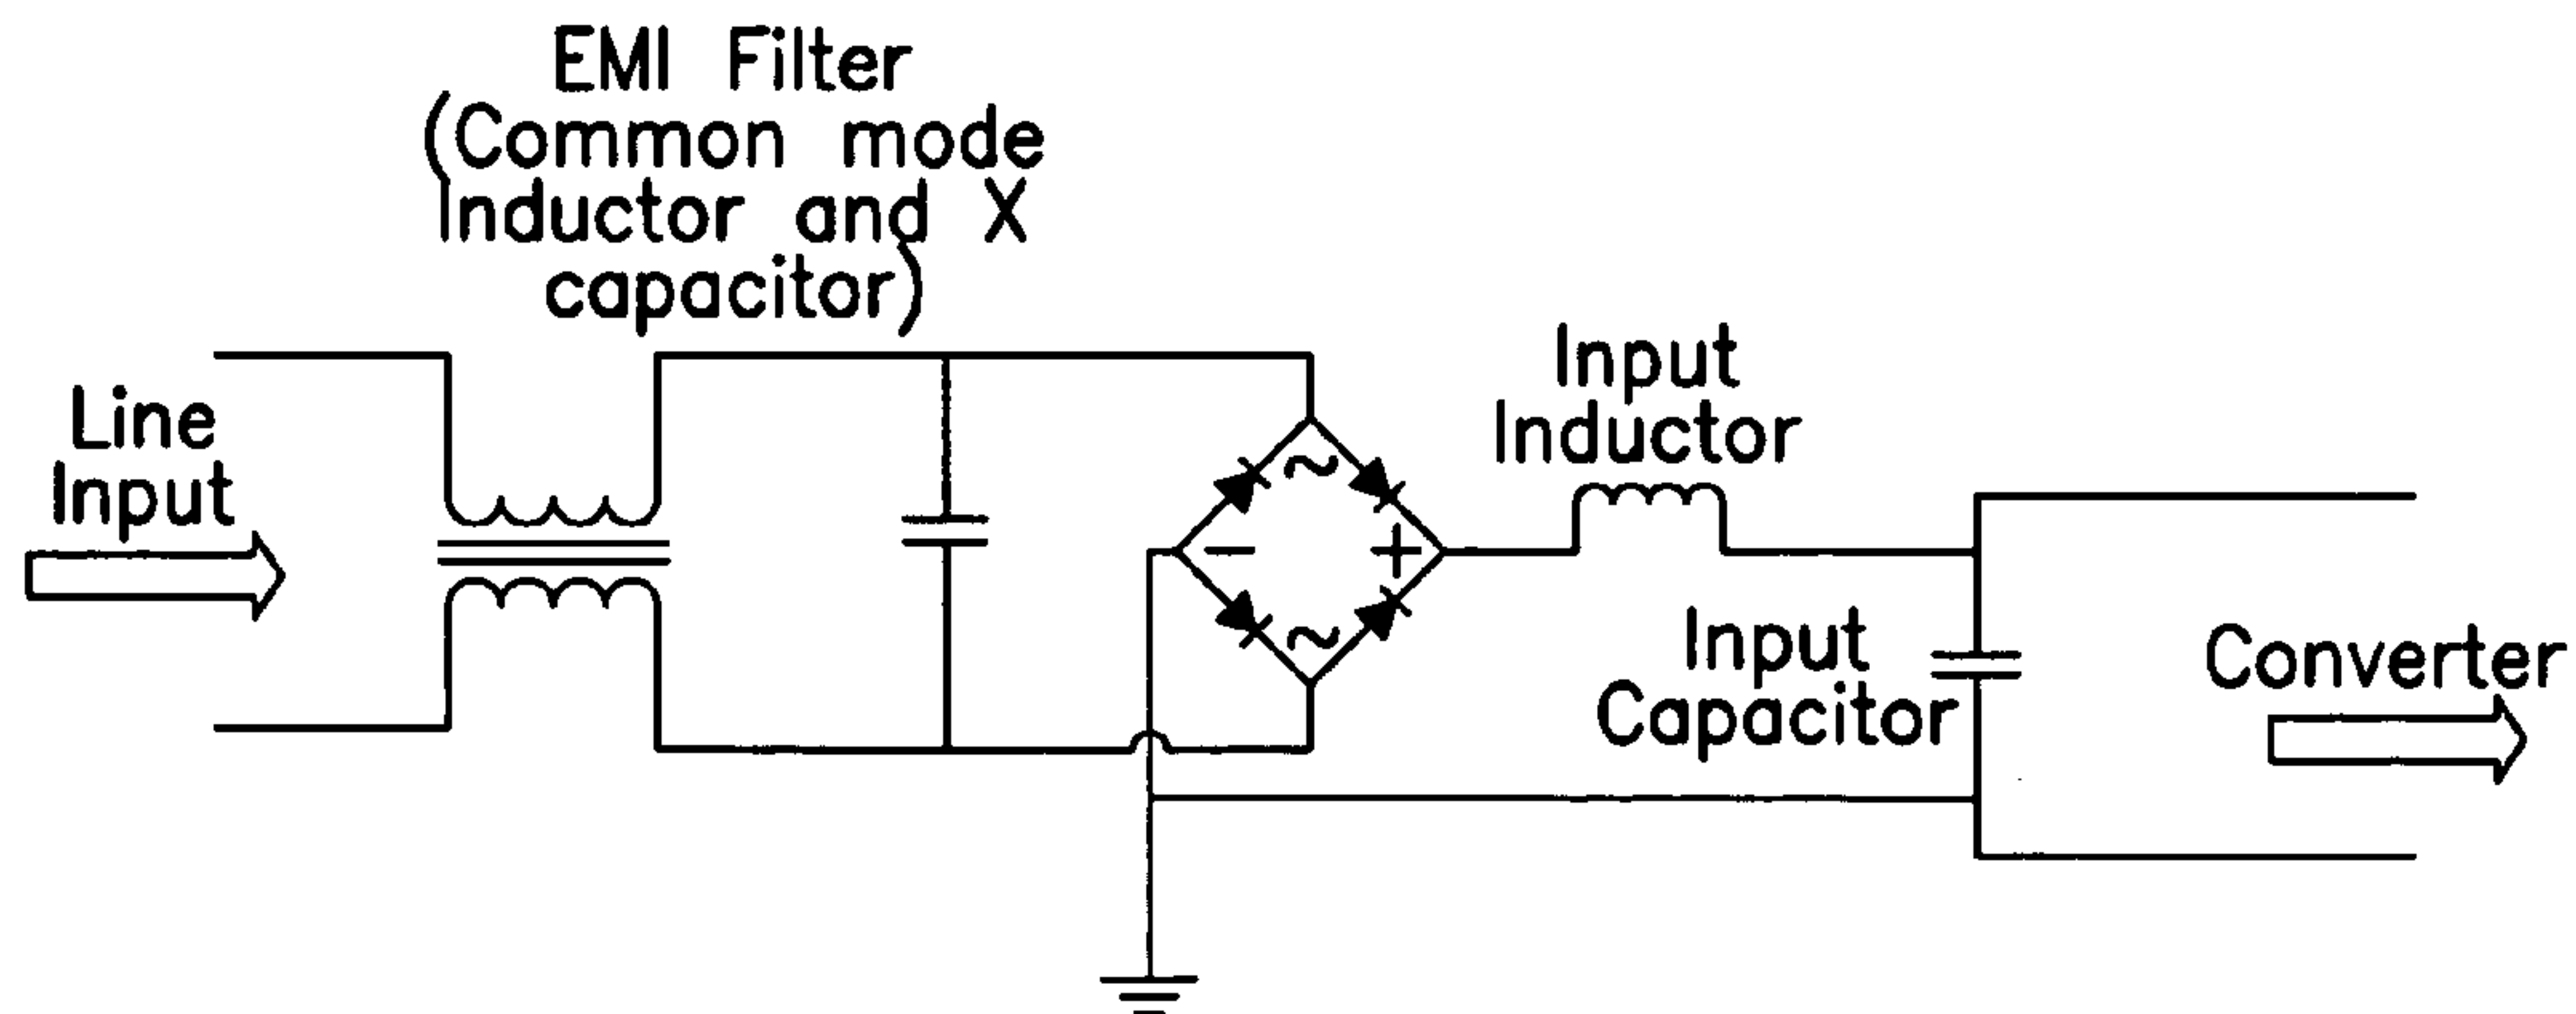 EMI Filter
(Common mode
Inductor and X
capacitor)
Line
Input
Input
Inductor
~
~
−
+
Input
Capacitor
Converter